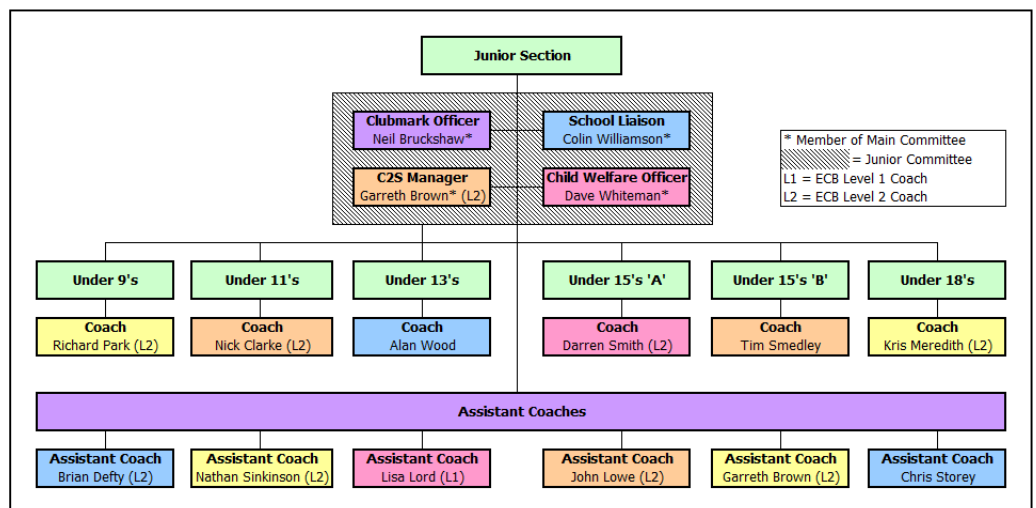 Junior Section
Clubmark Officer
Neil Bruckshaw*
School Liaison
Colin Williamson*
C2S Manager
Garreth Brown* (L2)
Child Welfare Officer
Dave Whiteman*
* Member of Main Committee
= Junior Committee
L1 = ECB Level 1 Coach
L2 = ECB Level 2 Coach
Under 9's
Under 11's
Under 13's
Under 15's 'A'
Under 15's 'B'
Under 18's
Coach
Richard Park (L2)
Coach
Nick Clarke (L2)
Coach
Alan Wood
Coach
Darren Smith (L2)
Coach
Tim Smedley
Coach
Kris Meredith (L2)
Assistant Coaches
Assistant Coach
Brian Defty (L2)
Assistant Coach
Nathan Sinkinson (L2)
Assistant Coach
Lisa Lord (L1)
Assistant Coach
John Lowe (L2)
Assistant Coach
Garreth Brown (L2)
Assistant Coach
Chris Storey